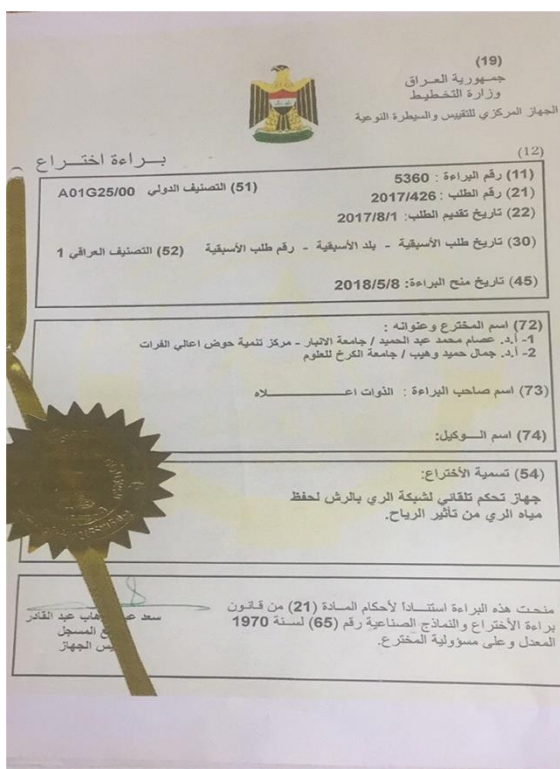 (19)
جمهورية العراق
وزارة التخطيط
الجهاز المركزي للتقييس والسيطرة النوعية
(12)
براءة اختراع
(11) رقم البراءة : 5360
(51) التصنيف الدولي A01G25/00
(21) رقم الطلب : 2017/426
(22) تاريخ تقديم الطلب: 2017/8/1
(30) تاريخ طلب الأسبقية - بلد الأسبقية - رقم طلب الأسبقية (52) التصنيف العراقي 1
(45) تاريخ منح البراءة: 2018/5/8
(72) اسم المخترع وعنوانه :
1- أ.د. عصام محمد عبد الحميد / جامعة الانبار - مركز تنمية حوض اعالي الفرات
2- أ.د. جمال حميد وهيب / جامعة الكرخ للعلوم
(73) اسم صاحب البراءة : الذوات اعـــــــــلاه
(74) اسم الـوكيل:
(54) تسمية الأختراع:
جهاز تحكم تلقائي لشبكة الري بالرش لحفظ
مياه الري من تأثير الرياح.
منحت هذه البراءة استناداً لأحكام المادة (21) من قانون
براءة الأختراع والنماذج الصناعية رقم (65) لسنة 1970
المعدل وعلى مسؤولية المخترع.
سعد عبد القادر
المسجل
الجهاز